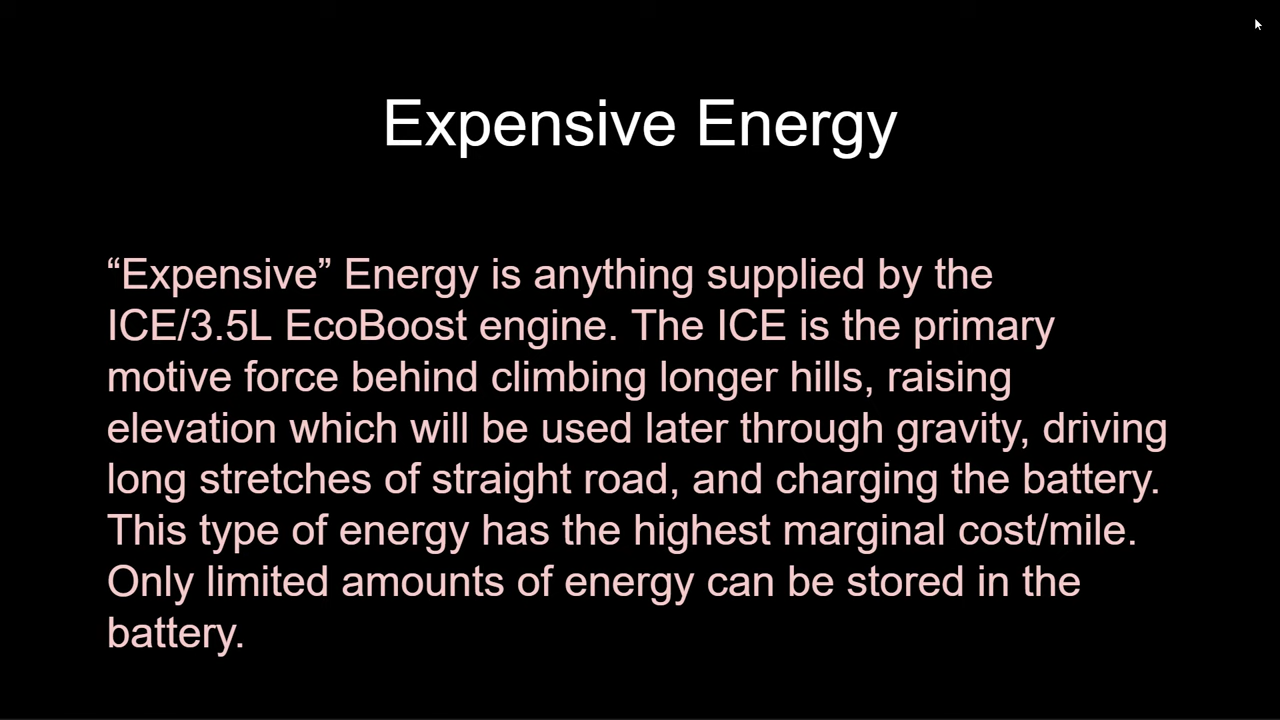 Expensive Energy
“Expensive” Energy is anything supplied by the
ICE/3.5L EcoBoost engine. The ICE is the primary
motive force behind climbing longer hills, raising
elevation which will be used later through gravity, driving
long stretches of straight road, and charging the battery.
This type of energy has the highest marginal cost/mile.
Only limited amounts of energy can be stored in the
battery.